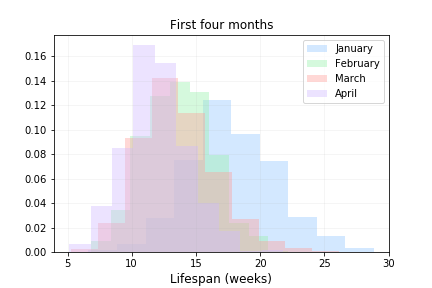 First four months
0.16
0.14
0.12
0.10
0.08
0.06
0.04
0.02
0.00
January
February
March
April
5 10 15 20 25 30
Lifespan (weeks)